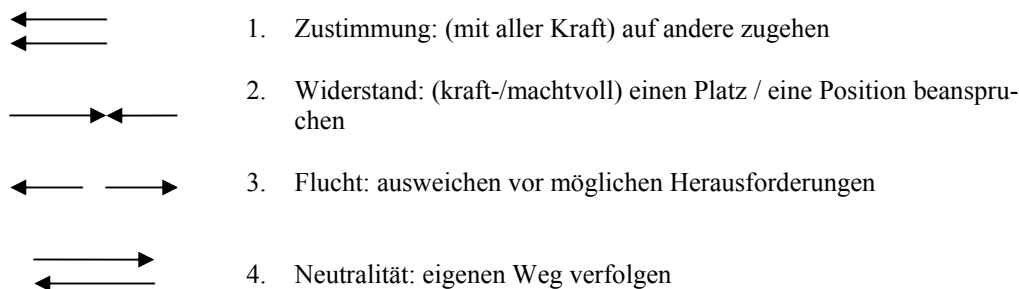 1. Zustimmung: (mit aller Kraft) auf andere zugehen
2. Widerstand: (kraft-/machtvoll) einen Platz / eine Position beanspru-
chen
3. Flucht: ausweichen vor möglichen Herausforderungen
4. Neutralität: eigenen Weg verfolgen